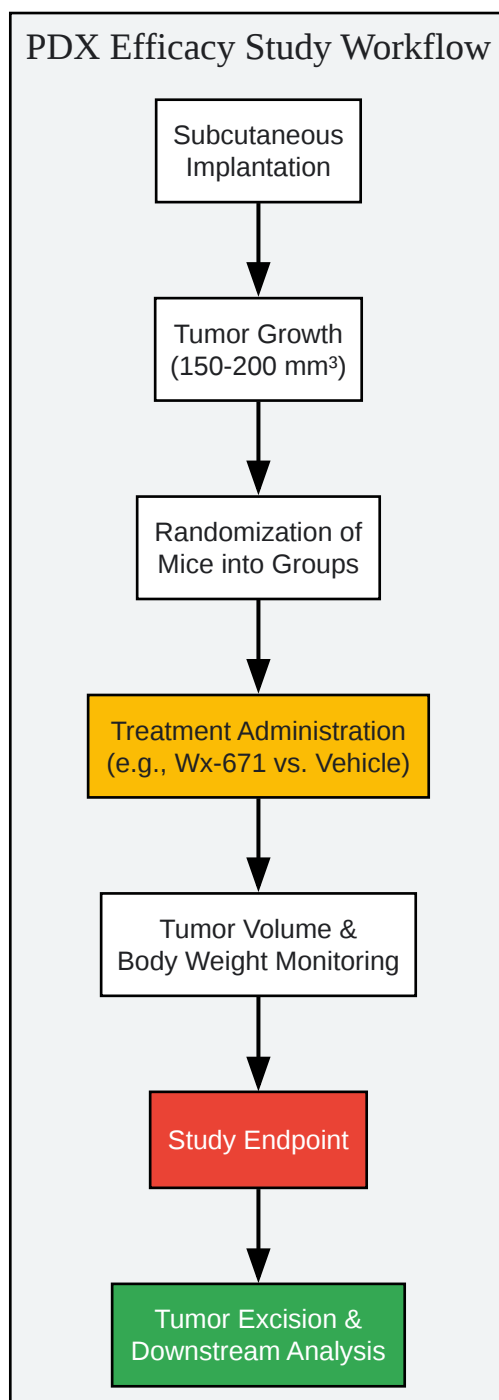 PDX Efficacy Study Workflow
Subcutaneous
Implantation
Tumor Growth
(150-200 mm³)
Randomization of
Mice into Groups
Treatment Administration
(e.g., Wx-671 vs. Vehicle)
Tumor Volume &
Body Weight Monitoring
Study Endpoint
Tumor Excision &
Downstream Analysis